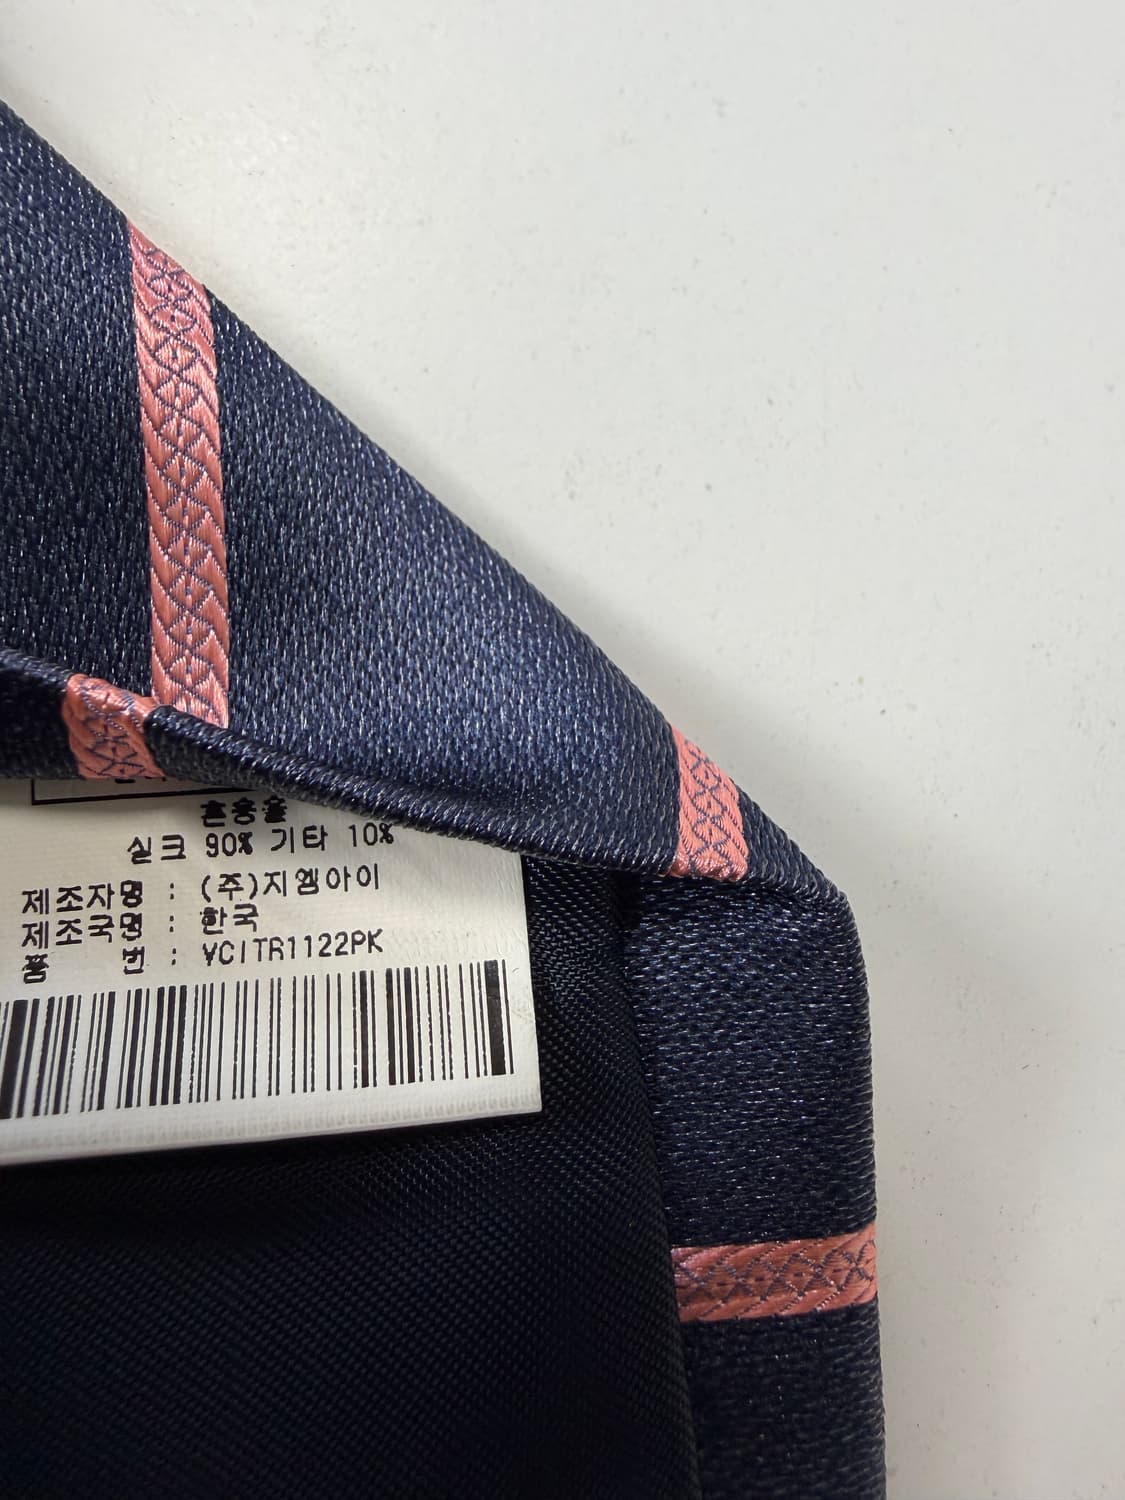 혼용율
실크 90% 기타 10%
제조자명 : (주)지엠아이
제조국명 : 한국
품 번 : YCITR1122PK